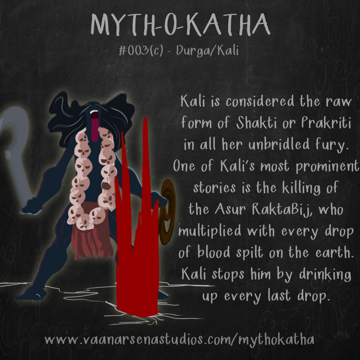 MYTH-O-KATHA
#003(c) - Durga/Kali
Kali is considered the raw
form of Shakti or Prakriti
in all her unbridled fury.
One of Kali's most prominent
stories is the killing of
the Asur RaktaBij, who
multiplied with every drop
of blood spilt on the earth.
Kali stops him by drinking
up every last drop.
www.vaanarsenastudios.com/mythokatha